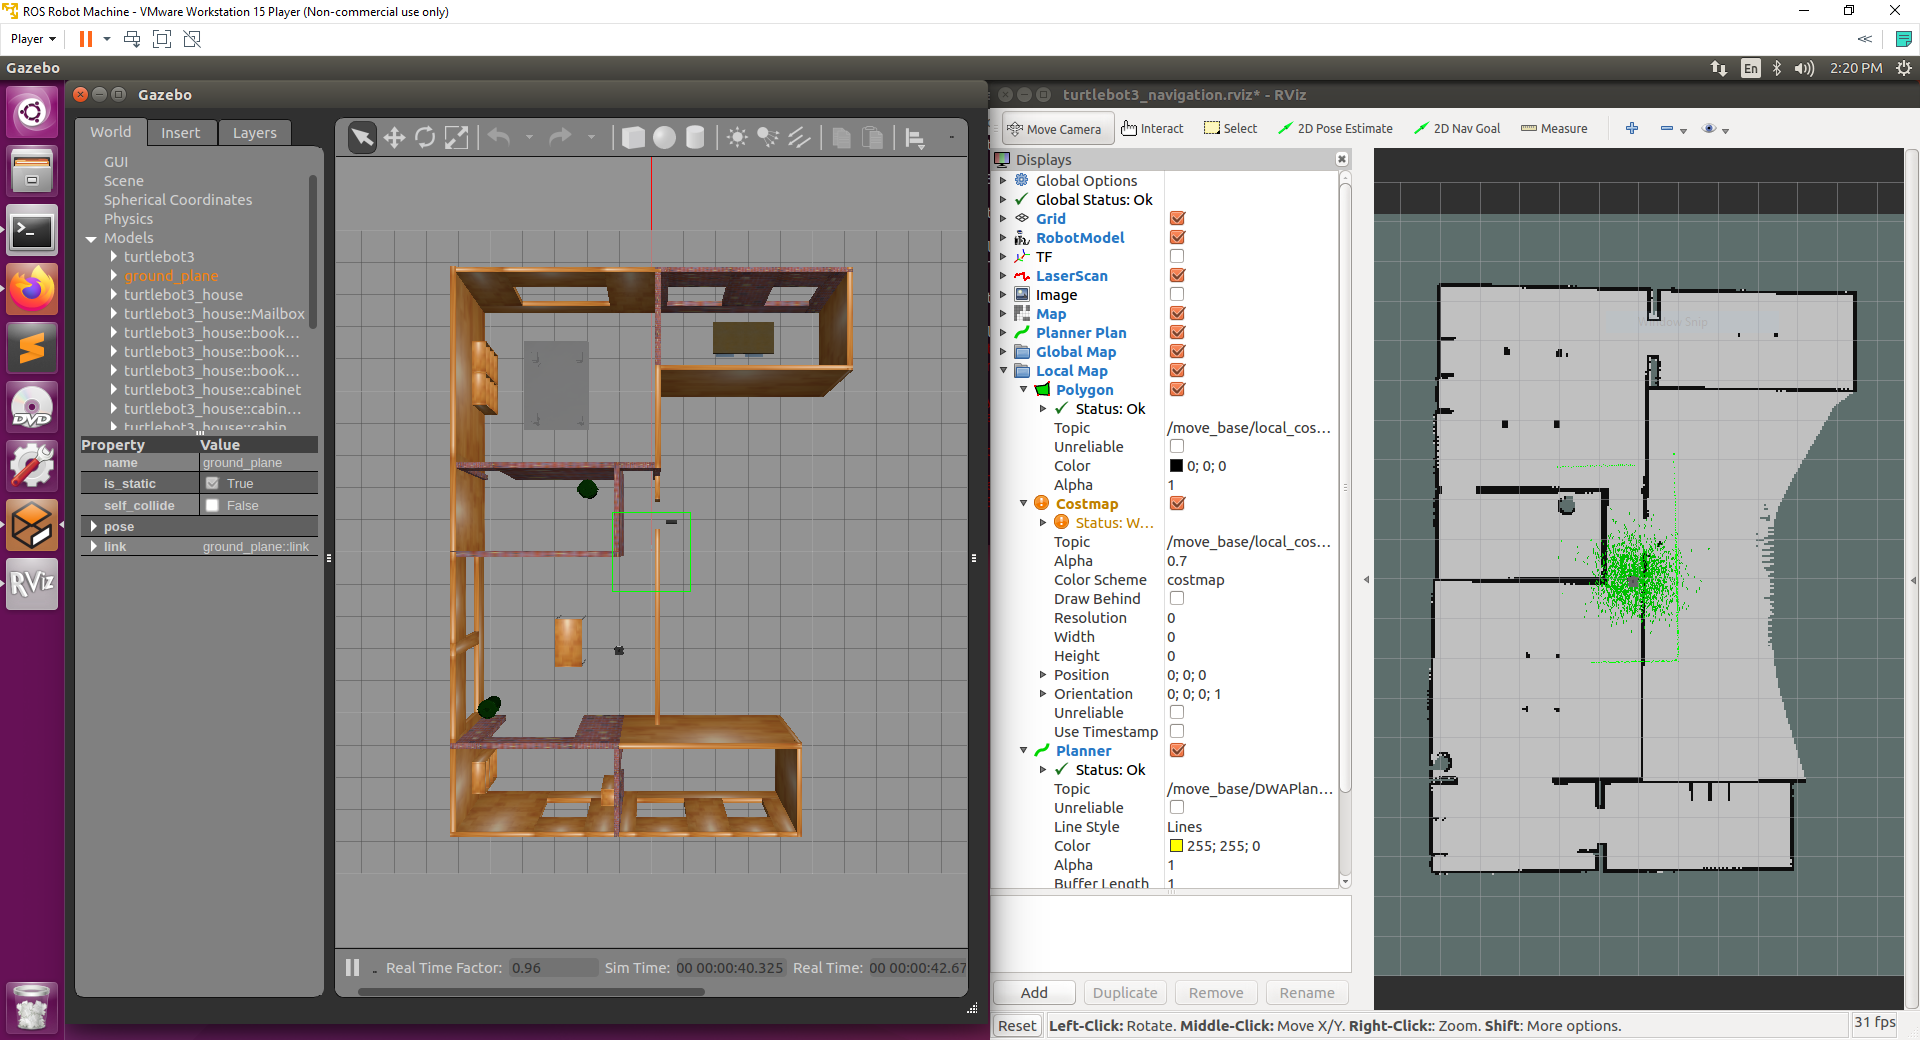 ROS Robot Machine - VMware Workstation 15 Player (Non-commercial use only)
Player
Gazebo
En
2:20 PM
Gazebo
World Insert Layers
GUI
Scene
Spherical Coordinates
Physics
Models
turtlebot3
ground_plane
turtlebot3_house
turtlebot3_house::Mailbox
turtlebot3_house::book...
turtlebot3_house::book...
turtlebot3_house::book...
turtlebot3_house::cabinet
turtlebot3_house::cabin...
turtlebot3_house::cabin
Property Value
name ground_plane
is_static True
self_collide False
pose
link ground_plane::link
Real Time Factor: 0.96 Sim Time: 00 00:00:40.325 Real Time: 00 00:00:42.67
DVD
RViz
turtlebot3_navigation.rviz* - RViz
Move Camera Interact Select 2D Pose Estimate 2D Nav Goal Measure
Displays
Global Options
Global Status: Ok
Grid
RobotModel
TF
LaserScan
Image
Map
Planner Plan
Global Map
Local Map
Polygon
Status: Ok
Topic /move_base/local_cos...
Unreliable
Color 0; 0; 0
Alpha 1
Costmap
Status: W...
Topic /move_base/local_cos...
Alpha 0.7
Color Scheme costmap
Draw Behind
Resolution 0
Width 0
Height 0
Position 0; 0; 0
Orientation 0; 0; 0; 1
Unreliable
Use Timestamp
Planner
Status: Ok
Topic /move_base/DWAPlan...
Unreliable
Line Style Lines
Color 255; 255; 0
Alpha 1
Buffer Length 1
Add Duplicate Remove Rename
Window Snip
Reset Left-Click: Rotate. Middle-Click: Move X/Y. Right-Click:: Zoom. Shift: More options.
31 fps